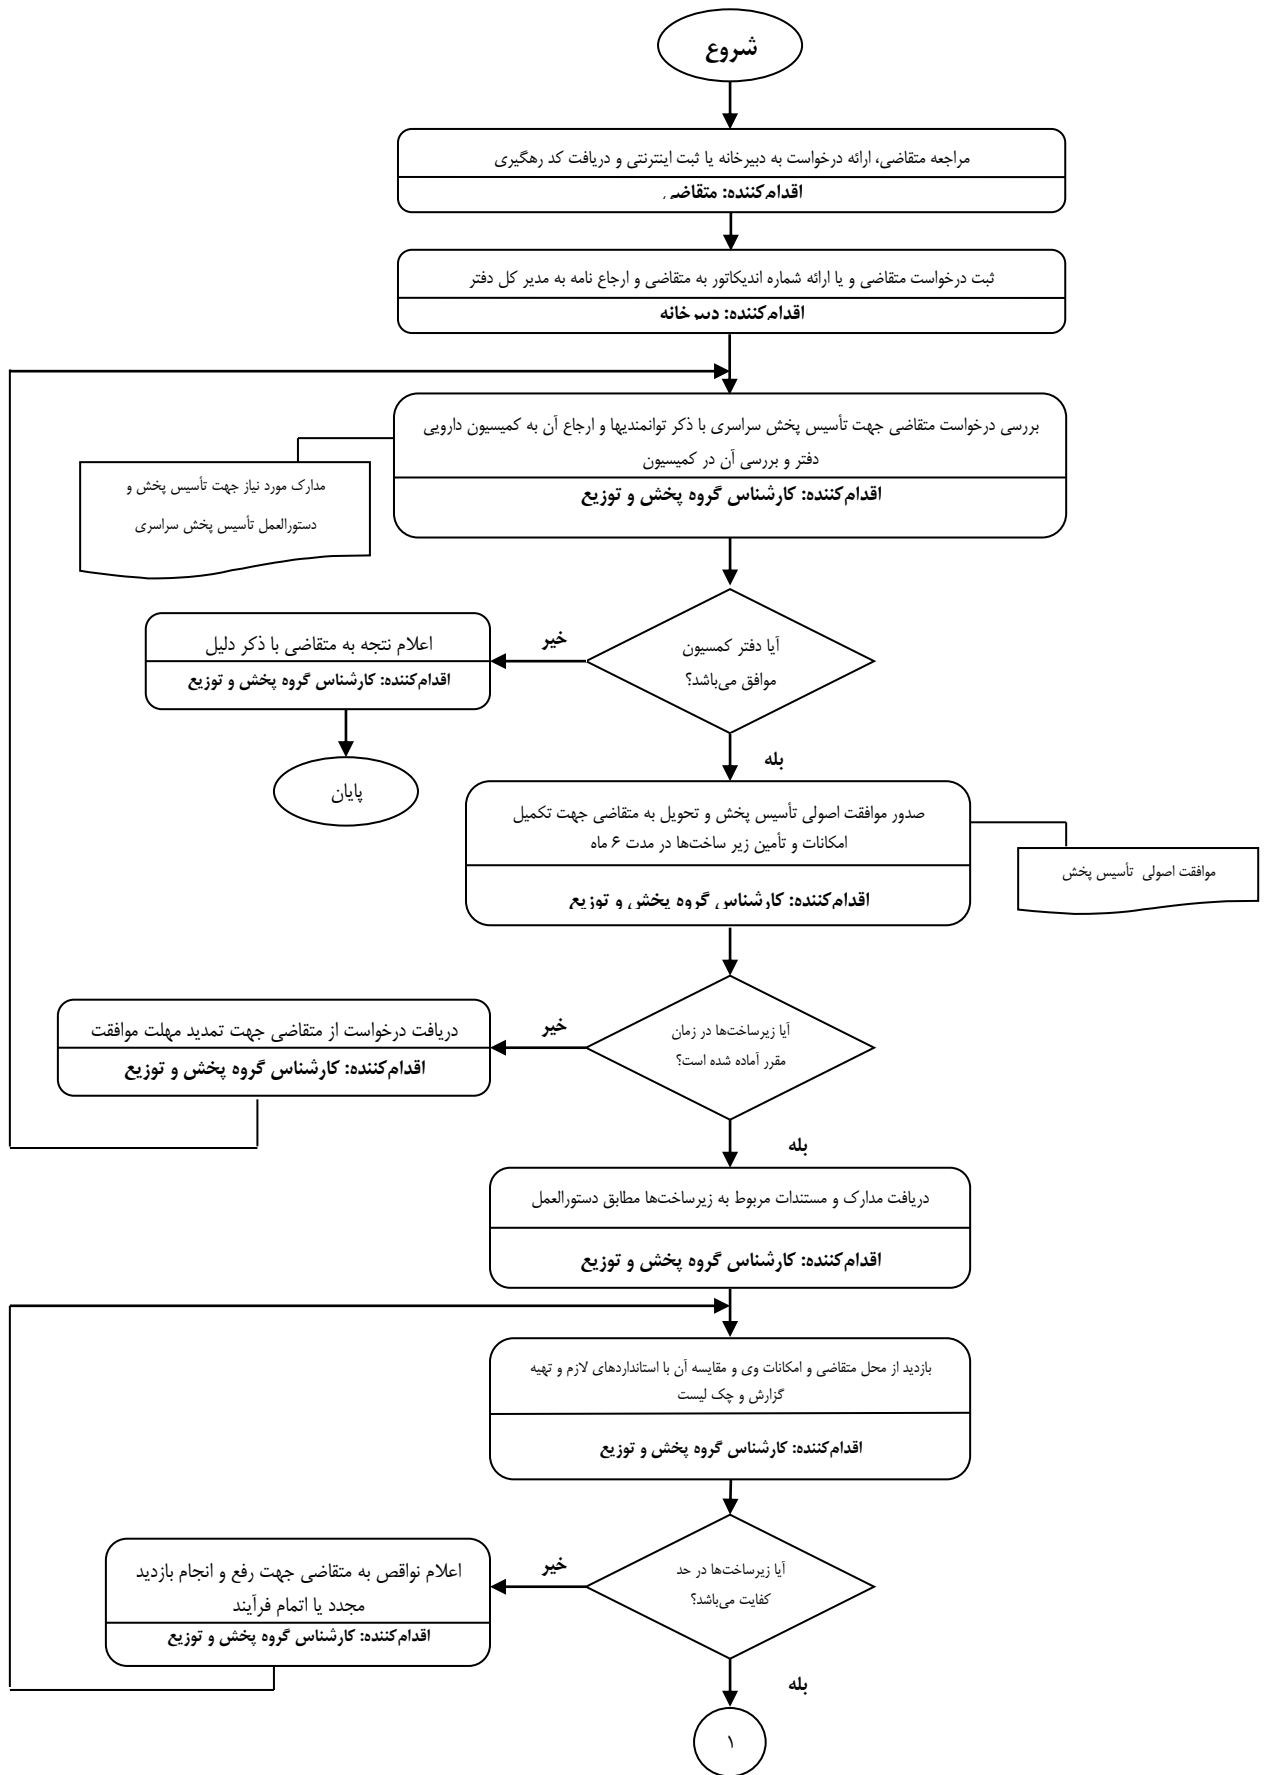 شروع
مراجعه متقاضی، ارائه درخواست به دبیرخانه یا ثبت اینترنتی و دریافت کد رهگیری
اقدام‌کننده: متقاضی
ثبت درخواست متقاضی و یا ارائه شماره اندیکاتور به متقاضی و ارجاع نامه به مدیر کل دفتر
اقدام‌کننده: دبیرخانه
بررسی درخواست متقاضی جهت تأسیس پخش سراسری با ذکر توانمندیها و ارجاع آن به کمیسیون دارویی
دفتر و بررسی آن در کمیسیون
اقدام‌کننده: کارشناس گروه پخش و توزیع
مدارک مورد نیاز جهت تأسیس پخش و
دستورالعمل تأسیس پخش سراسری
آیا دفتر کمسیون
موافق می‌باشد؟
خیر
اعلام نتجه به متقاضی با ذکر دلیل
اقدام‌کننده: کارشناس گروه پخش و توزیع
پایان
بله
صدور موافقت اصولی تأسیس پخش و تحویل به متقاضی جهت تکمیل
امکانات و تأمین زیر ساخت‌ها در مدت ۶ ماه
اقدام‌کننده: کارشناس گروه پخش و توزیع
موافقت اصولی تأسیس پخش
آیا زیرساخت‌ها در زمان
مقرر آماده شده است؟
خیر
دریافت درخواست از متقاضی جهت تمدید مهلت موافقت
اقدام‌کننده: کارشناس گروه پخش و توزیع
بله
دریافت مدارک و مستندات مربوط به زیرساخت‌ها مطابق دستورالعمل
اقدام‌کننده: کارشناس گروه پخش و توزیع
بازدید از محل متقاضی و امکانات وی و مقایسه آن با استانداردهای لازم و تهیه
گزارش و چک لیست
اقدام‌کننده: کارشناس گروه پخش و توزیع
آیا زیرساخت‌ها در حد
کفایت می‌باشد؟
خیر
اعلام نواقص به متقاضی جهت رفع و انجام بازدید
مجدد یا اتمام فرآیند
اقدام‌کننده: کارشناس گروه پخش و توزیع
بله
۱